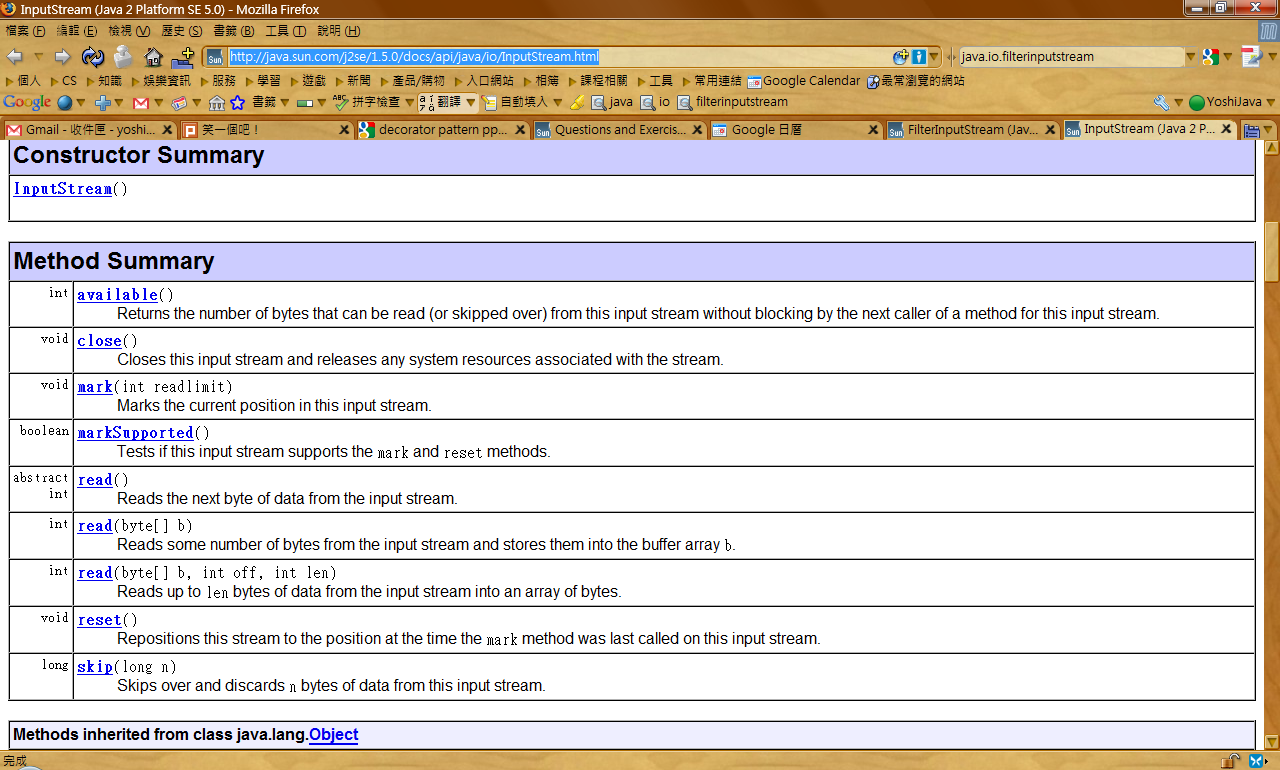 InputStream (Java 2 Platform SE 5.0) - Mozilla Firefox
檔案 (F) 編輯 (E) 檢視 (V) 歷史 (S) 書籤 (B) 工具 (T) 說明 (H)
http://java.sun.com/j2se/1.5.0/docs/api/java/io/InputStream.html java.io.filterinputstream
個人 CS 知識 娛樂資訊 服務 學習 遊戲 新聞 產品/購物 入口網站 相簿 課程相關 工具 常用連結 Google Calendar 最常瀏覽的網站
Google 書籤 拼字檢查 翻譯 自動填入 java io filterinputstream YoshiJava
Gmail - 收件匣 - yoshi... 笑一個吧！ decorator pattern pp... Questions and Exercis... Google 日曆 FilterInputStream (Jav... InputStream (Java 2 P...
Constructor Summary
InputStream()
Method Summary
int available()
Returns the number of bytes that can be read (or skipped over) from this input stream without blocking by the next caller of a method for this input stream.
void close()
Closes this input stream and releases any system resources associated with the stream.
void mark(int readlimit)
Marks the current position in this input stream.
boolean markSupported()
Tests if this input stream supports the mark and reset methods.
abstract int read()
Reads the next byte of data from the input stream.
int read(byte[] b)
Reads some number of bytes from the input stream and stores them into the buffer array b.
int read(byte[] b, int off, int len)
Reads up to len bytes of data from the input stream into an array of bytes.
void reset()
Repositions this stream to the position at the time the mark method was last called on this input stream.
long skip(long n)
Skips over and discards n bytes of data from this input stream.
Methods inherited from class java.lang.Object
完成